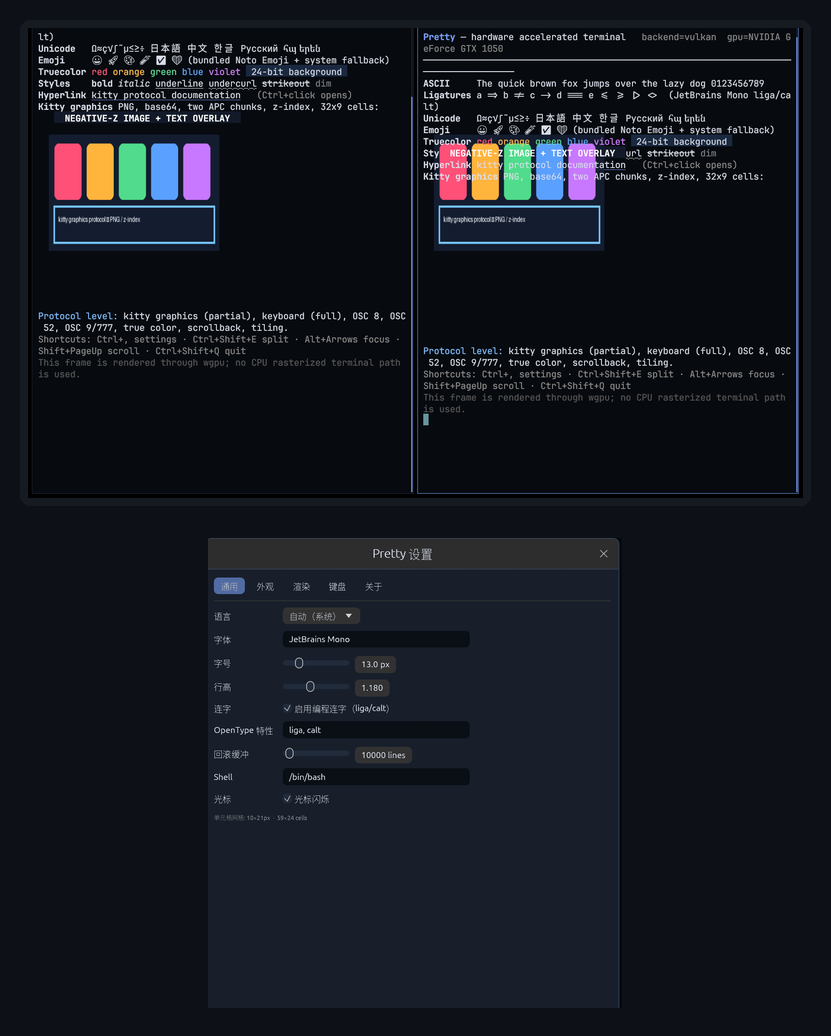 lt)
Unicode Ω≈ç√∫˜µ≤≥÷ 日本語 中文 한글 Русский հայերեն
Emoji 😀 🚀 🎨 🧪 ✅ 💖 (bundled Noto Emoji + system fallback)
Truecolor red orange green blue violet 24-bit background
Styles bold italic underline undercurl strikeout dim
Hyperlink kitty protocol documentation (Ctrl+click opens)
Kitty graphics PNG, base64, two APC chunks, z-index, 32x9 cells:
NEGATIVE-Z IMAGE + TEXT OVERLAY
kitty graphics protocol PNG / z-index
Protocol level: kitty graphics (partial), keyboard (full), OSC 8, OSC
52, OSC 9/777, true color, scrollback, tiling.
Shortcuts: Ctrl+, settings · Ctrl+Shift+E split · Alt+Arrows focus ·
Shift+PageUp scroll · Ctrl+Shift+Q quit
This frame is rendered through wgpu; no CPU rasterized terminal path
is used.
Pretty — hardware accelerated terminal backend=vulkan gpu=NVIDIA G
eForce GTX 1050
ASCII The quick brown fox jumps over the lazy dog 0123456789
Ligatures a => b != c -> d === e <= >= |> <> (JetBrains Mono liga/ca
lt)
Unicode Ω≈ç√∫˜µ≤≥÷ 日本語 中文 한글 Русский հայերեն
Emoji 😀 🚀 🎨 🧪 ✅ 💖 (bundled Noto Emoji + system fallback)
Truecolor red orange green blue violet 24-bit background
Sty NEGATIVE-Z IMAGE + TEXT OVERLAY url strikeout dim
Hyperlink kitty protocol documentation (Ctrl+click opens)
Kitty graphics PNG, base64, two APC chunks, z-index, 32x9 cells:
kitty graphics protocol PNG / z-index
Protocol level: kitty graphics (partial), keyboard (full), OSC 8, OSC
52, OSC 9/777, true color, scrollback, tiling.
Shortcuts: Ctrl+, settings · Ctrl+Shift+E split · Alt+Arrows focus ·
Shift+PageUp scroll · Ctrl+Shift+Q quit
This frame is rendered through wgpu; no CPU rasterized terminal path
is used.
Pretty 设置
通用 外观 渲染 键盘 关于
语言 自动（系统）
字体 JetBrains Mono
字号 13.0 px
行高 1.180
连字 启用编程连字（liga/calt）
OpenType 特性 liga, calt
回滚缓冲 10000 lines
Shell /bin/bash
光标 光标闪烁
单元格网格: 10×21px · 59×24 cells